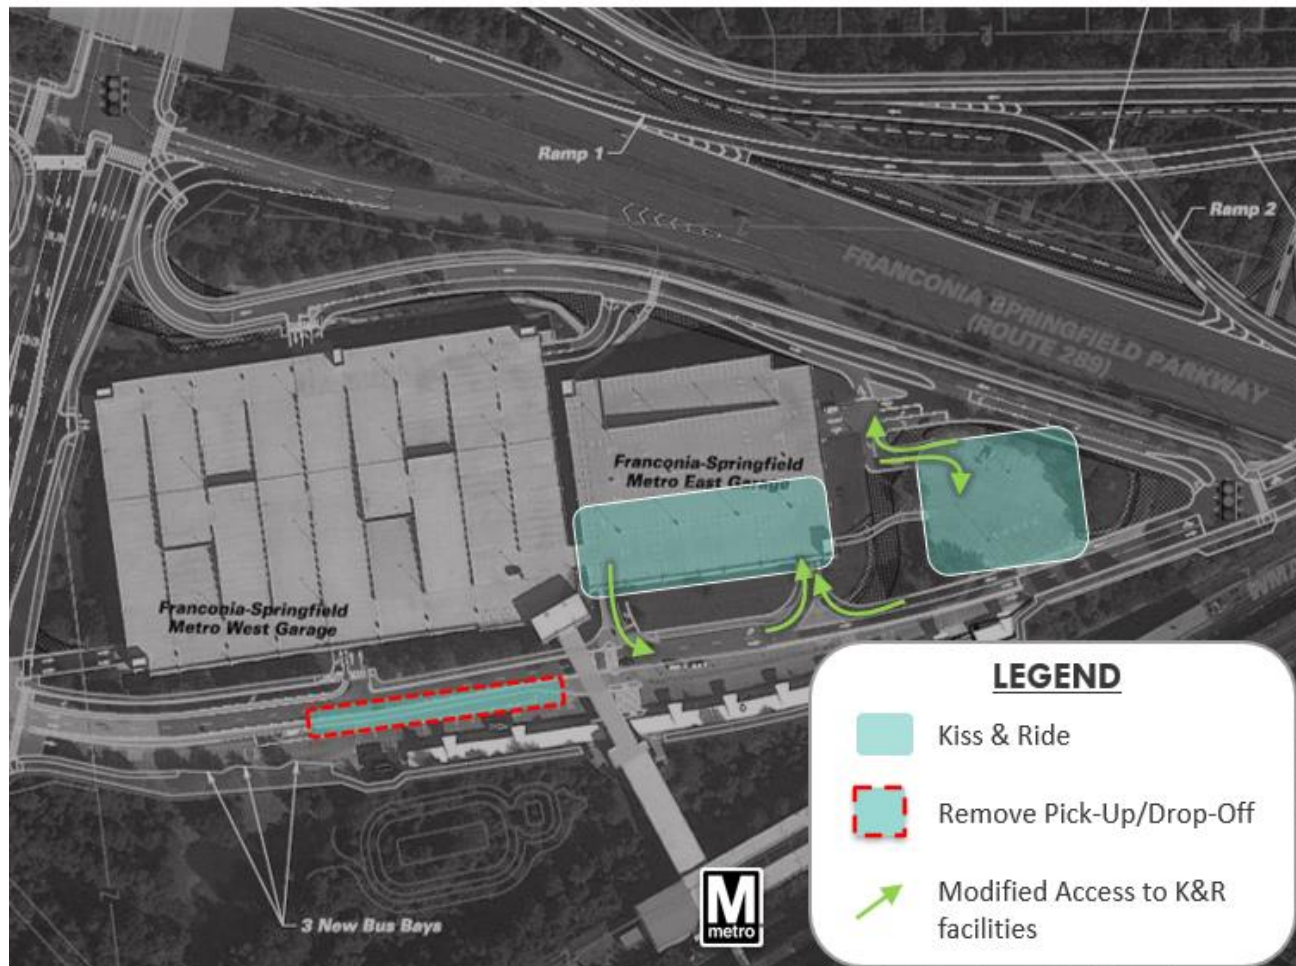 Ramp 1
Ramp 2
FRANCONIA SPRINGFIELD PARKWAY
(ROUTE 289)
Franconia-Springfield
Metro East Garage
Franconia-Springfield
Metro West Garage
3 New Bus Bays
M
metro
LEGEND
Kiss & Ride
Remove Pick-Up/Drop-Off
Modified Access to K&R
facilities